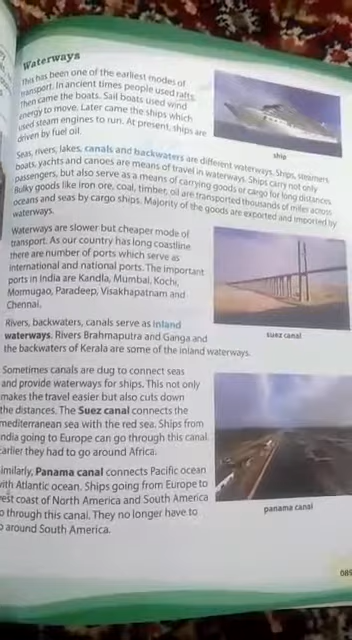 Waterways
This has been one of the earliest modes of
transport. In ancient times people used rafts.
Then came the boats. Sail boats used wind
energy to move. Later came the ships which
used steam engines to run. At present, ships are
driven by fuel oil.
ship
Seas, rivers, lakes, canals and backwaters are different waterways. Ships, steamers,
boats, yachts and canoes are means of travel in waterways. Ships carry not only
passengers, but also serve as a means of carrying goods or cargo for long distances.
Bulky goods like iron ore, coal, timber, oil are transported thousands of miles across
oceans and seas by cargo ships. Majority of the goods are exported and imported by
waterways.
Waterways are slower but cheaper mode of
transport. As our country has long coastline
there are number of ports which serve as
international and national ports. The important
ports in India are Kandla, Mumbai, Kochi,
Mormugao, Paradeep, Visakhapatnam and
Chennai.
suez canal
Rivers, backwaters, canals serve as inland
waterways. Rivers Brahmaputra and Ganga and
the backwaters of Kerala are some of the inland waterways.
Sometimes canals are dug to connect seas
and provide waterways for ships. This not only
makes the travel easier but also cuts down
the distances. The Suez canal connects the
mediterranean sea with the red sea. Ships from
ndia going to Europe can go through this canal.
arlier they had to go around Africa.
imilarly, Panama canal connects Pacific ocean
ith Atlantic ocean. Ships going from Europe to
est coast of North America and South America
o through this canal. They no longer have to
o around South America.
panama canal
089